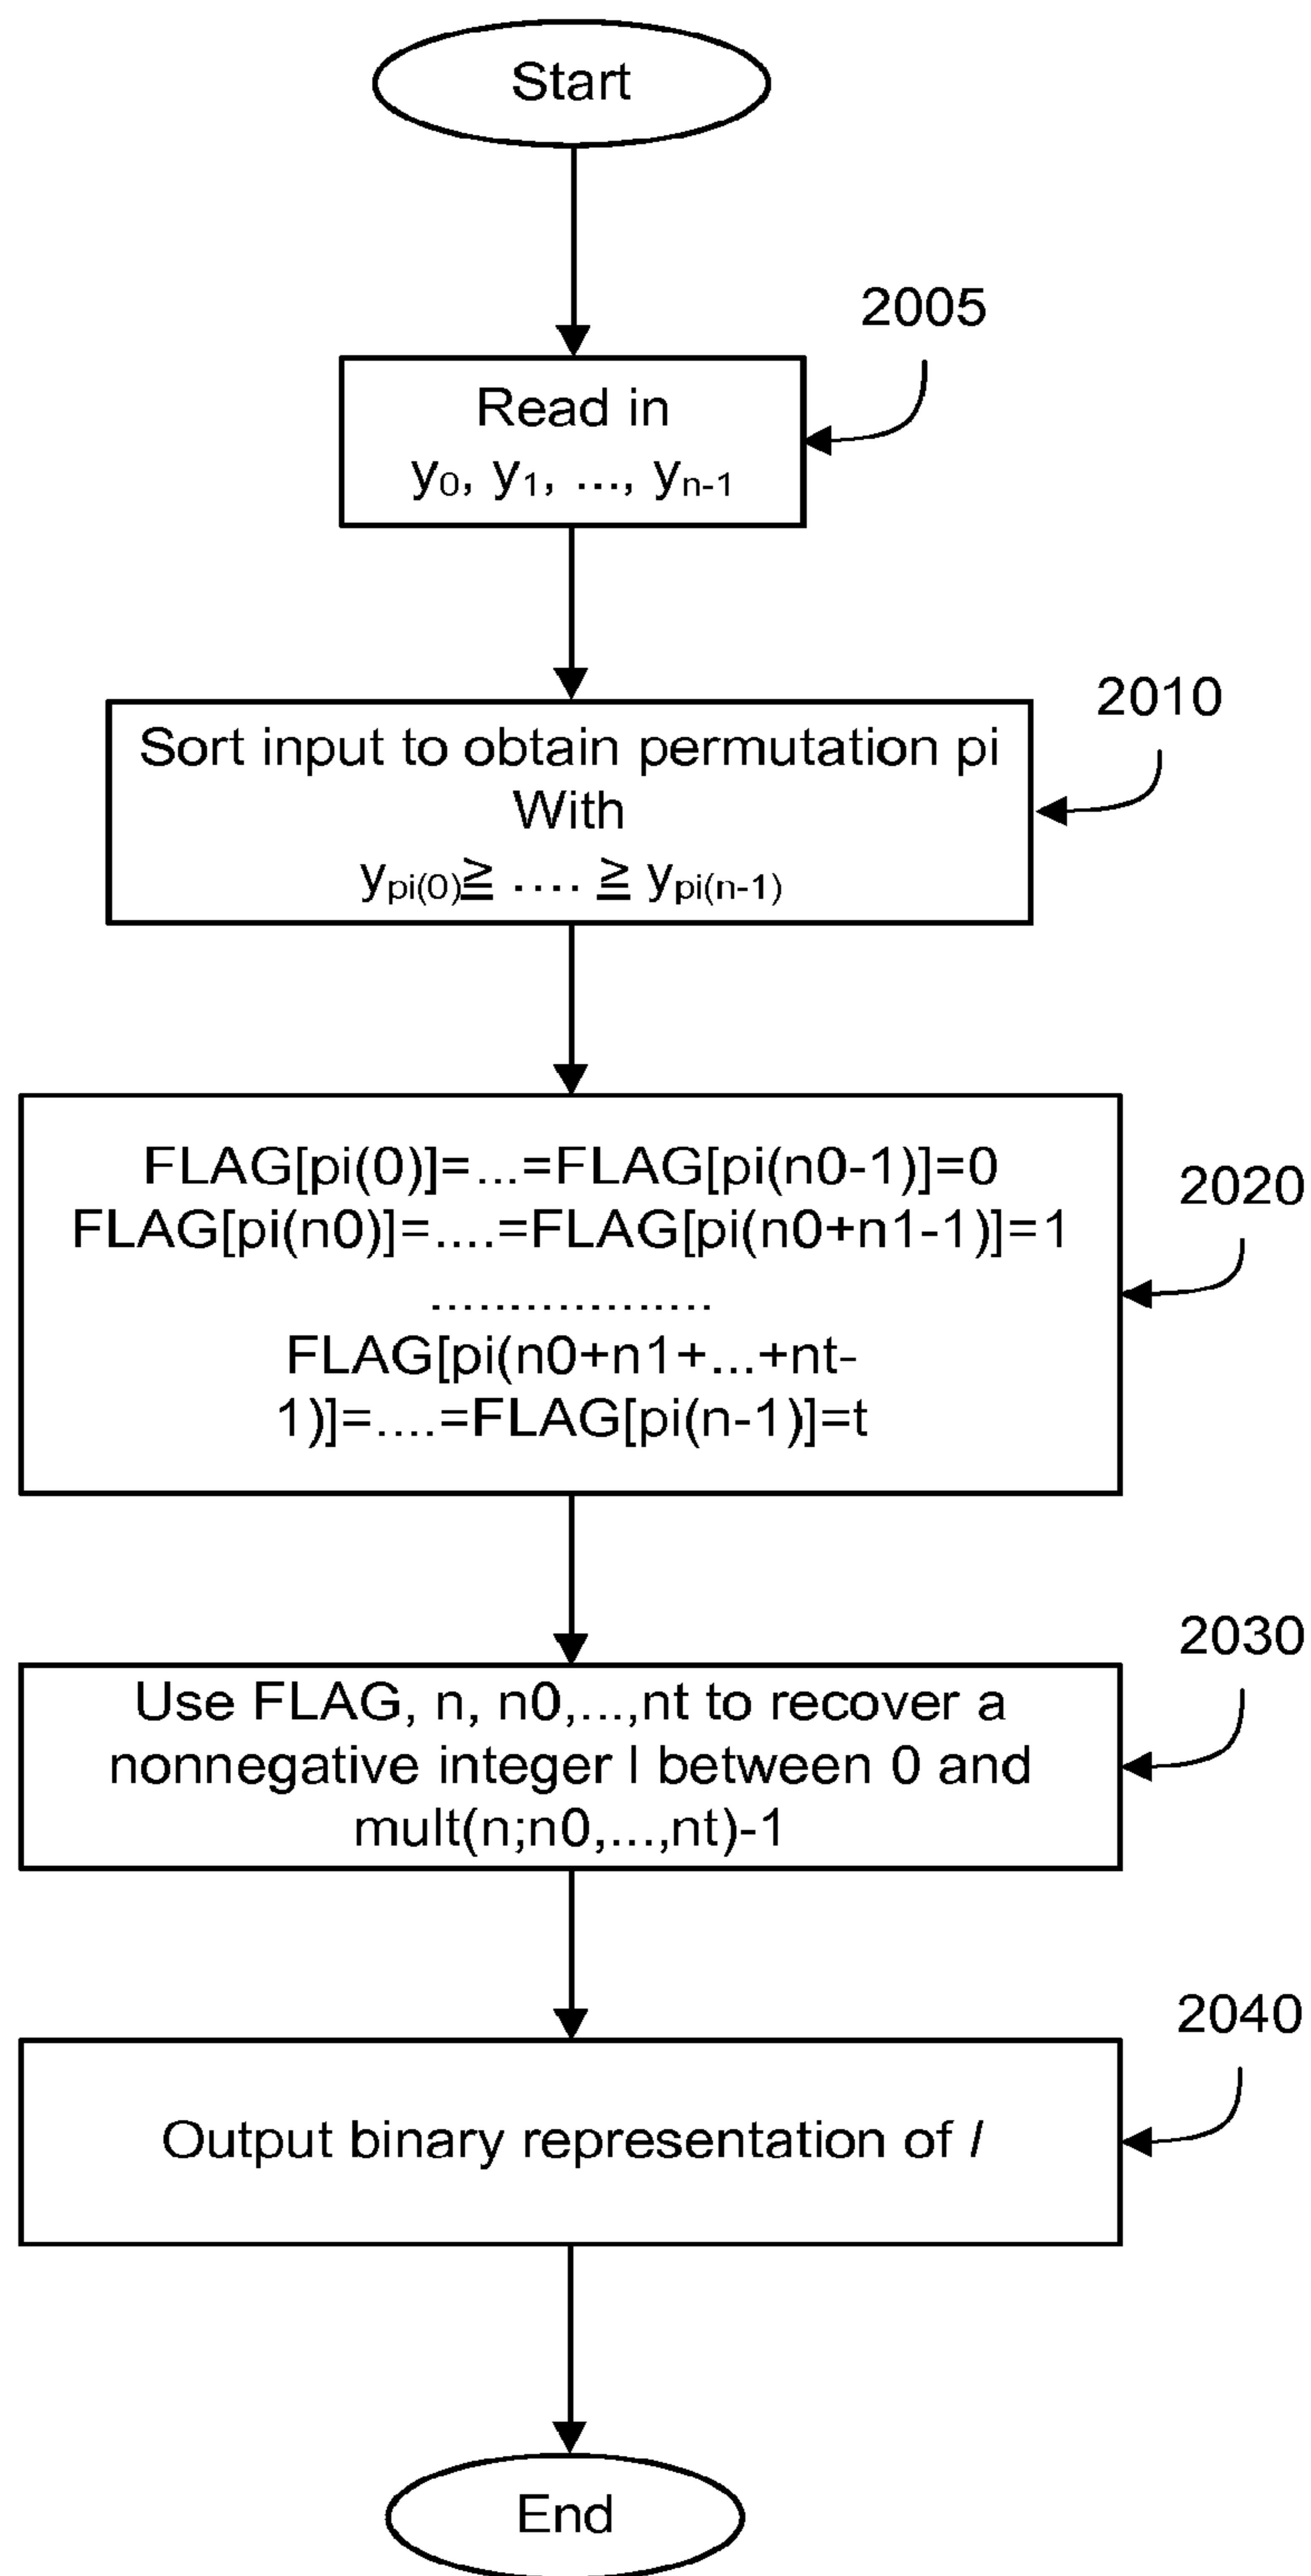 Start
2005
Read in
y0, y1, ..., yn-1
2010
Sort input to obtain permutation pi
With
ypi(0)≧ .... ≧ ypi(n-1)
2020
FLAG[pi(0)]=...=FLAG[pi(n0-1)]=0
FLAG[pi(n0)]=....=FLAG[pi(n0+n1-1)]=1
..................
FLAG[pi(n0+n1+...+nt-
1)]=....=FLAG[pi(n-1)]=t
2030
Use FLAG, n, n0,...,nt to recover a
nonnegative integer I between 0 and
mult(n;n0,...,nt)-1
2040
Output binary representation of I
End